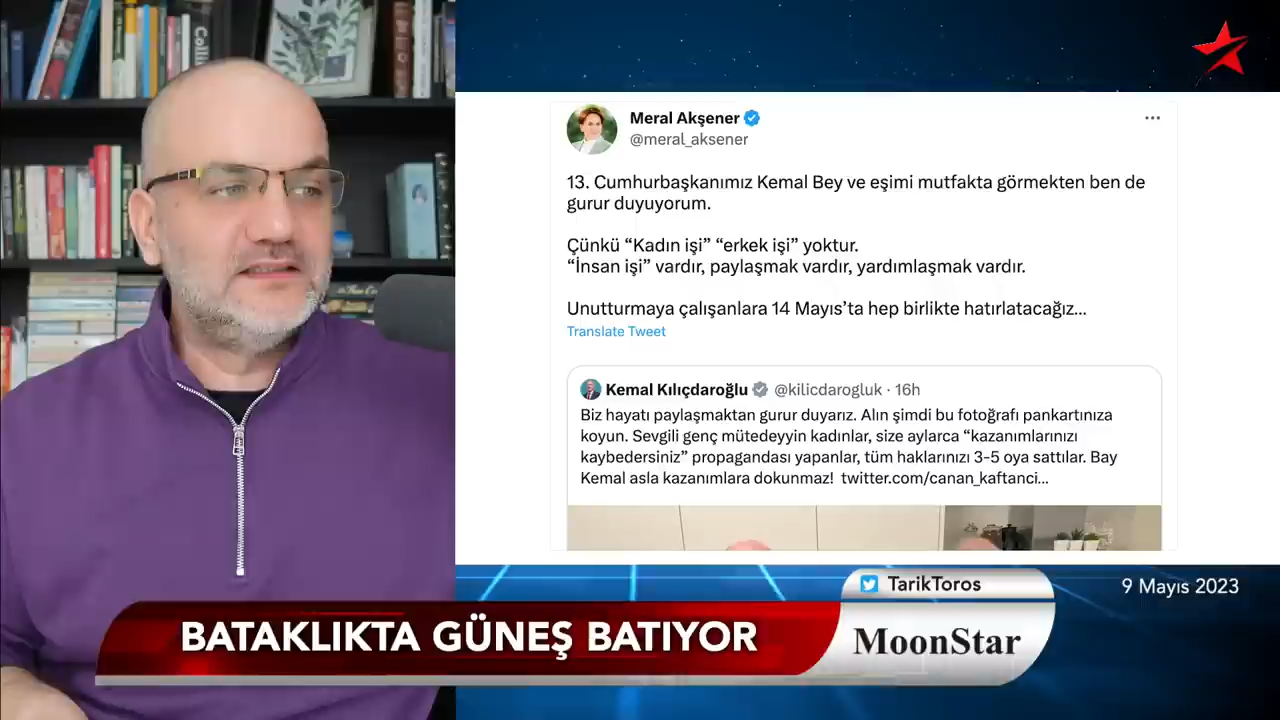 Colli
Meral Akşener
@meral_aksener
13. Cumhurbaşkanımız Kemal Bey ve eşimi mutfakta görmekten ben de
gurur duyuyorum.
Çünkü “Kadın işi” “erkek işi” yoktur.
“İnsan işi” vardır, paylaşmak vardır, yardımlaşmak vardır.
Unutturmaya çalışanlara 14 Mayıs’ta hep birlikte hatırlatacağız...
Translate Tweet
Kemal Kılıçdaroğlu @kilicdarogluk · 16h
Biz hayatı paylaşmaktan gurur duyarız. Alın şimdi bu fotoğrafı pankartınıza
koyun. Sevgili genç mütedeyyin kadınlar, size aylarca “kazanımlarınızı
kaybedersiniz” propagandası yapanlar, tüm haklarınızı 3-5 oya sattılar. Bay
Kemal asla kazanımlara dokunmaz! twitter.com/canan_kaftanci...
TarikToros
9 Mayıs 2023
BATAKLIKTA GÜNEŞ BATIYOR
MoonStar